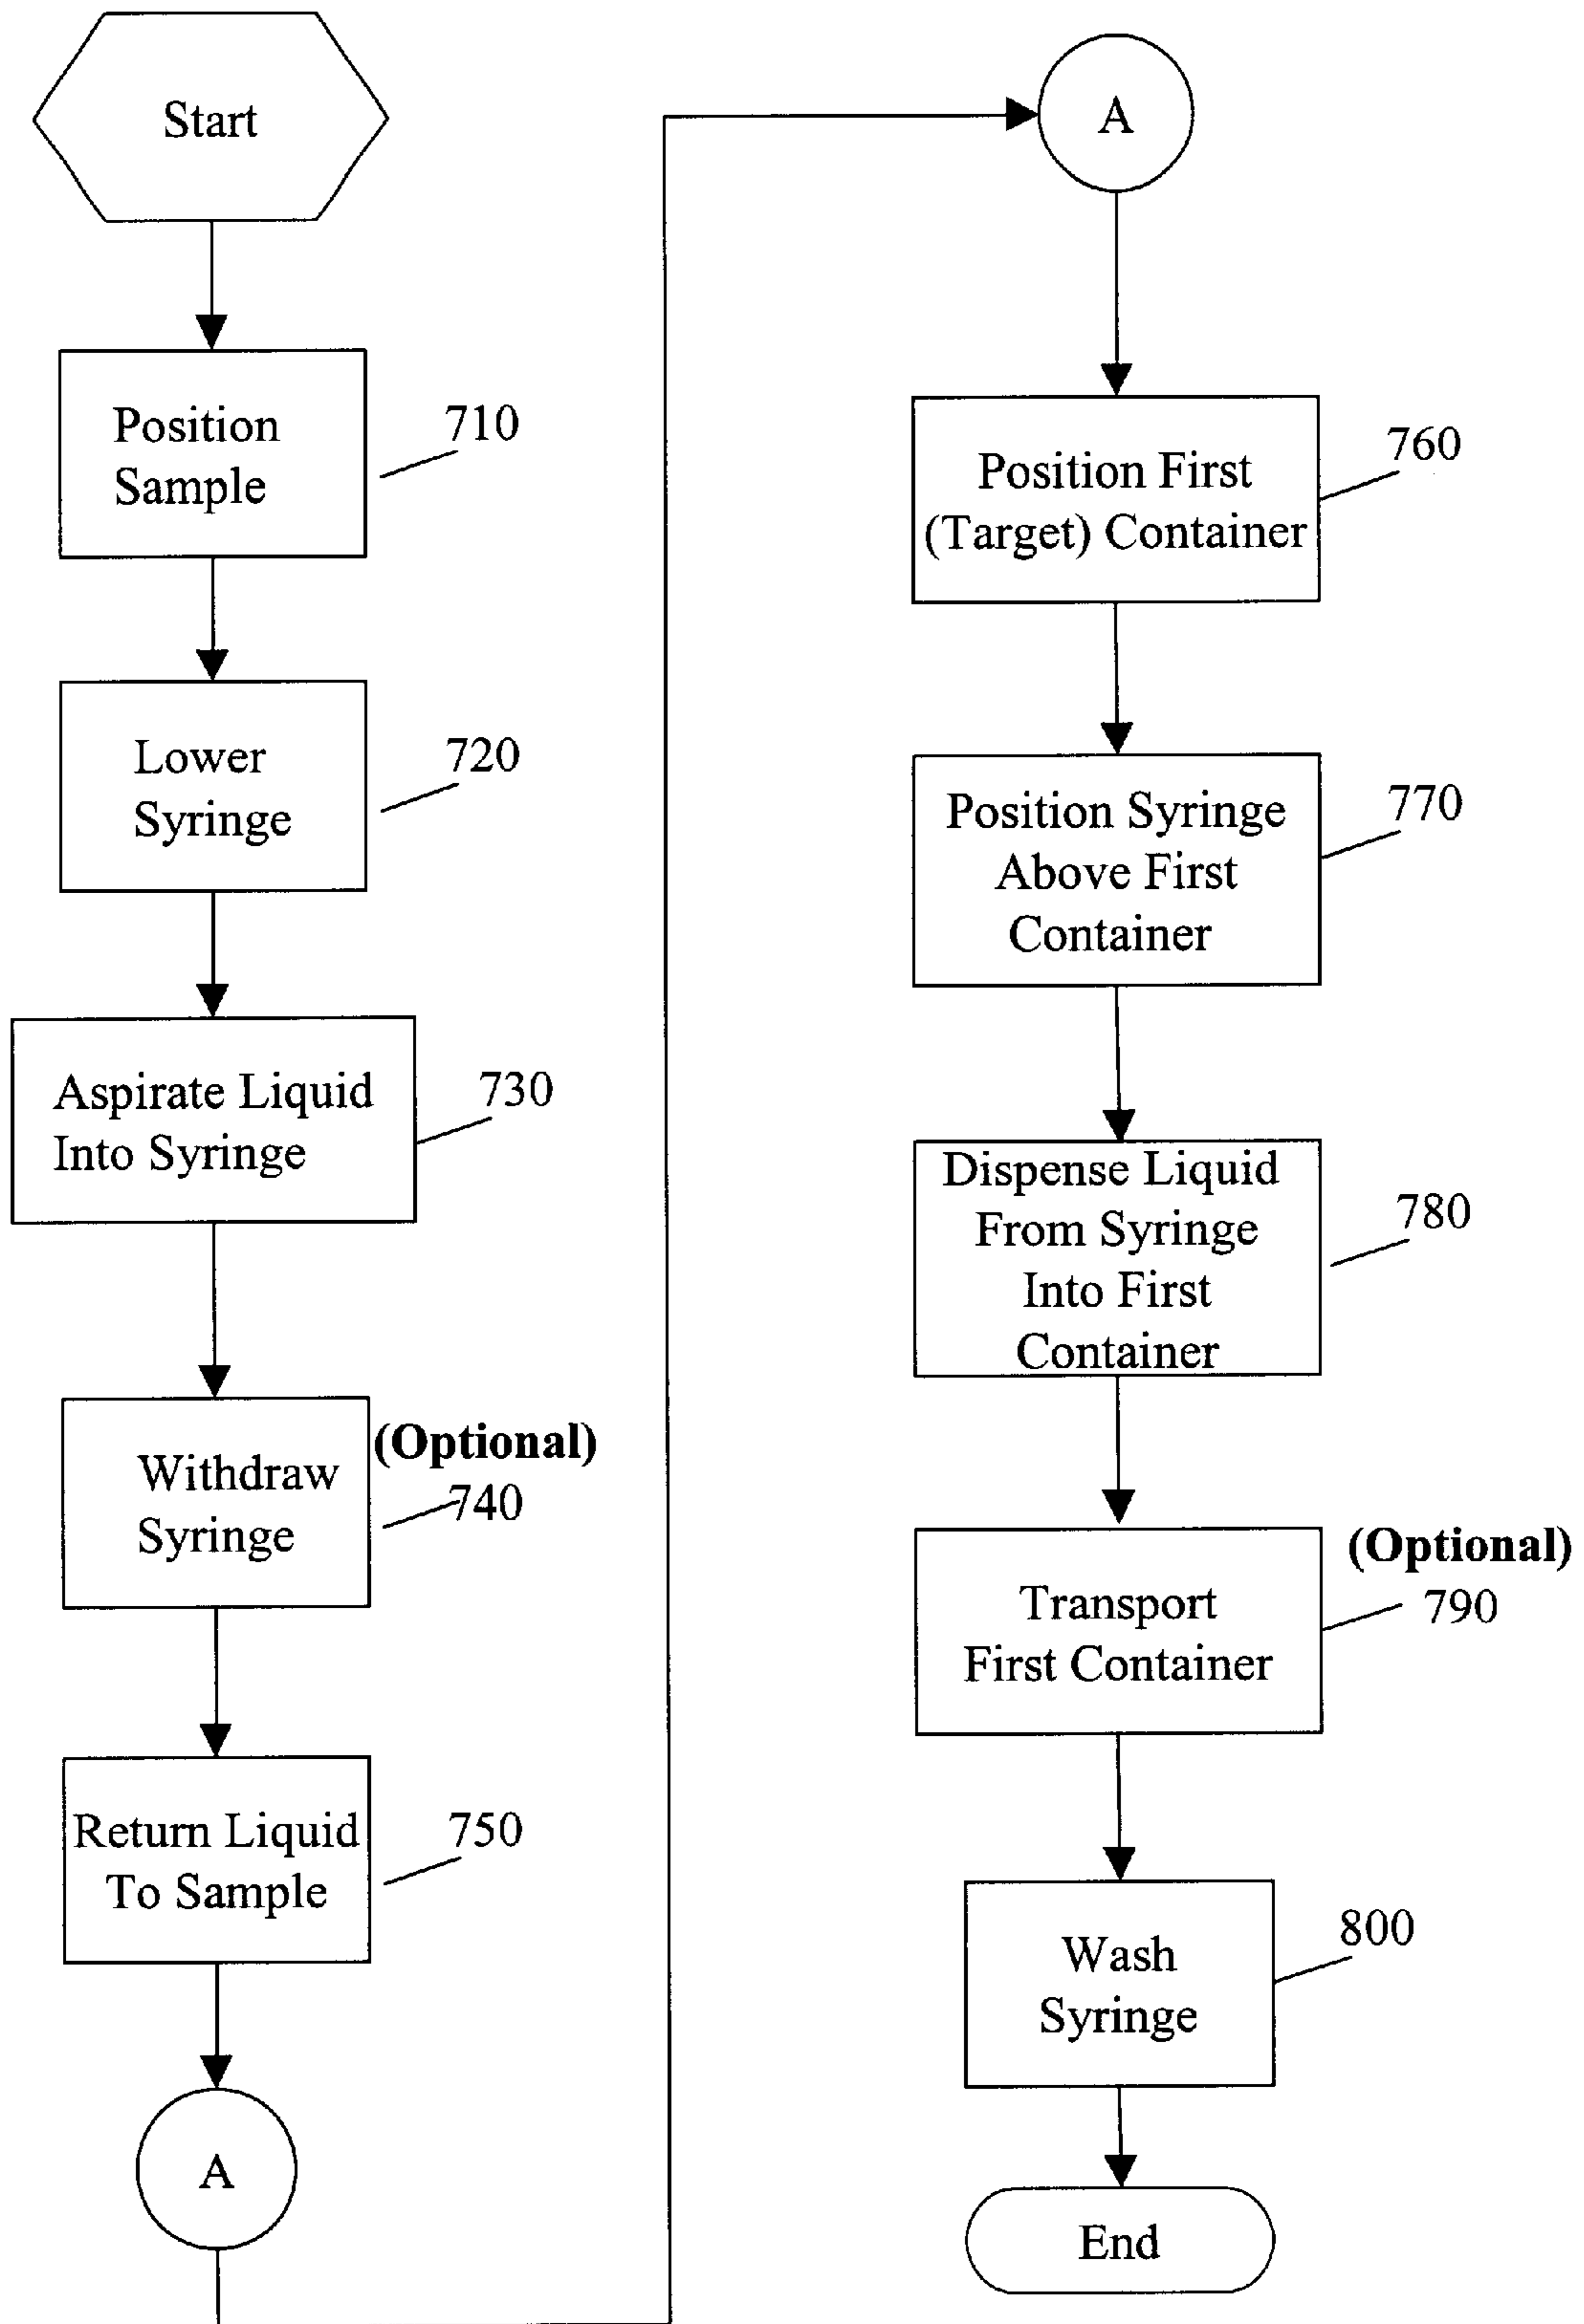 Start
Position
Sample
710
Lower
Syringe
720
Aspirate Liquid
Into Syringe
730
(Optional)
Withdraw
Syringe
740
Return Liquid
To Sample
750
A
A
Position First
(Target) Container
760
Position Syringe
Above First
Container
770
Dispense Liquid
From Syringe
Into First
Container
780
(Optional)
Transport
First Container
790
Wash
Syringe
800
End